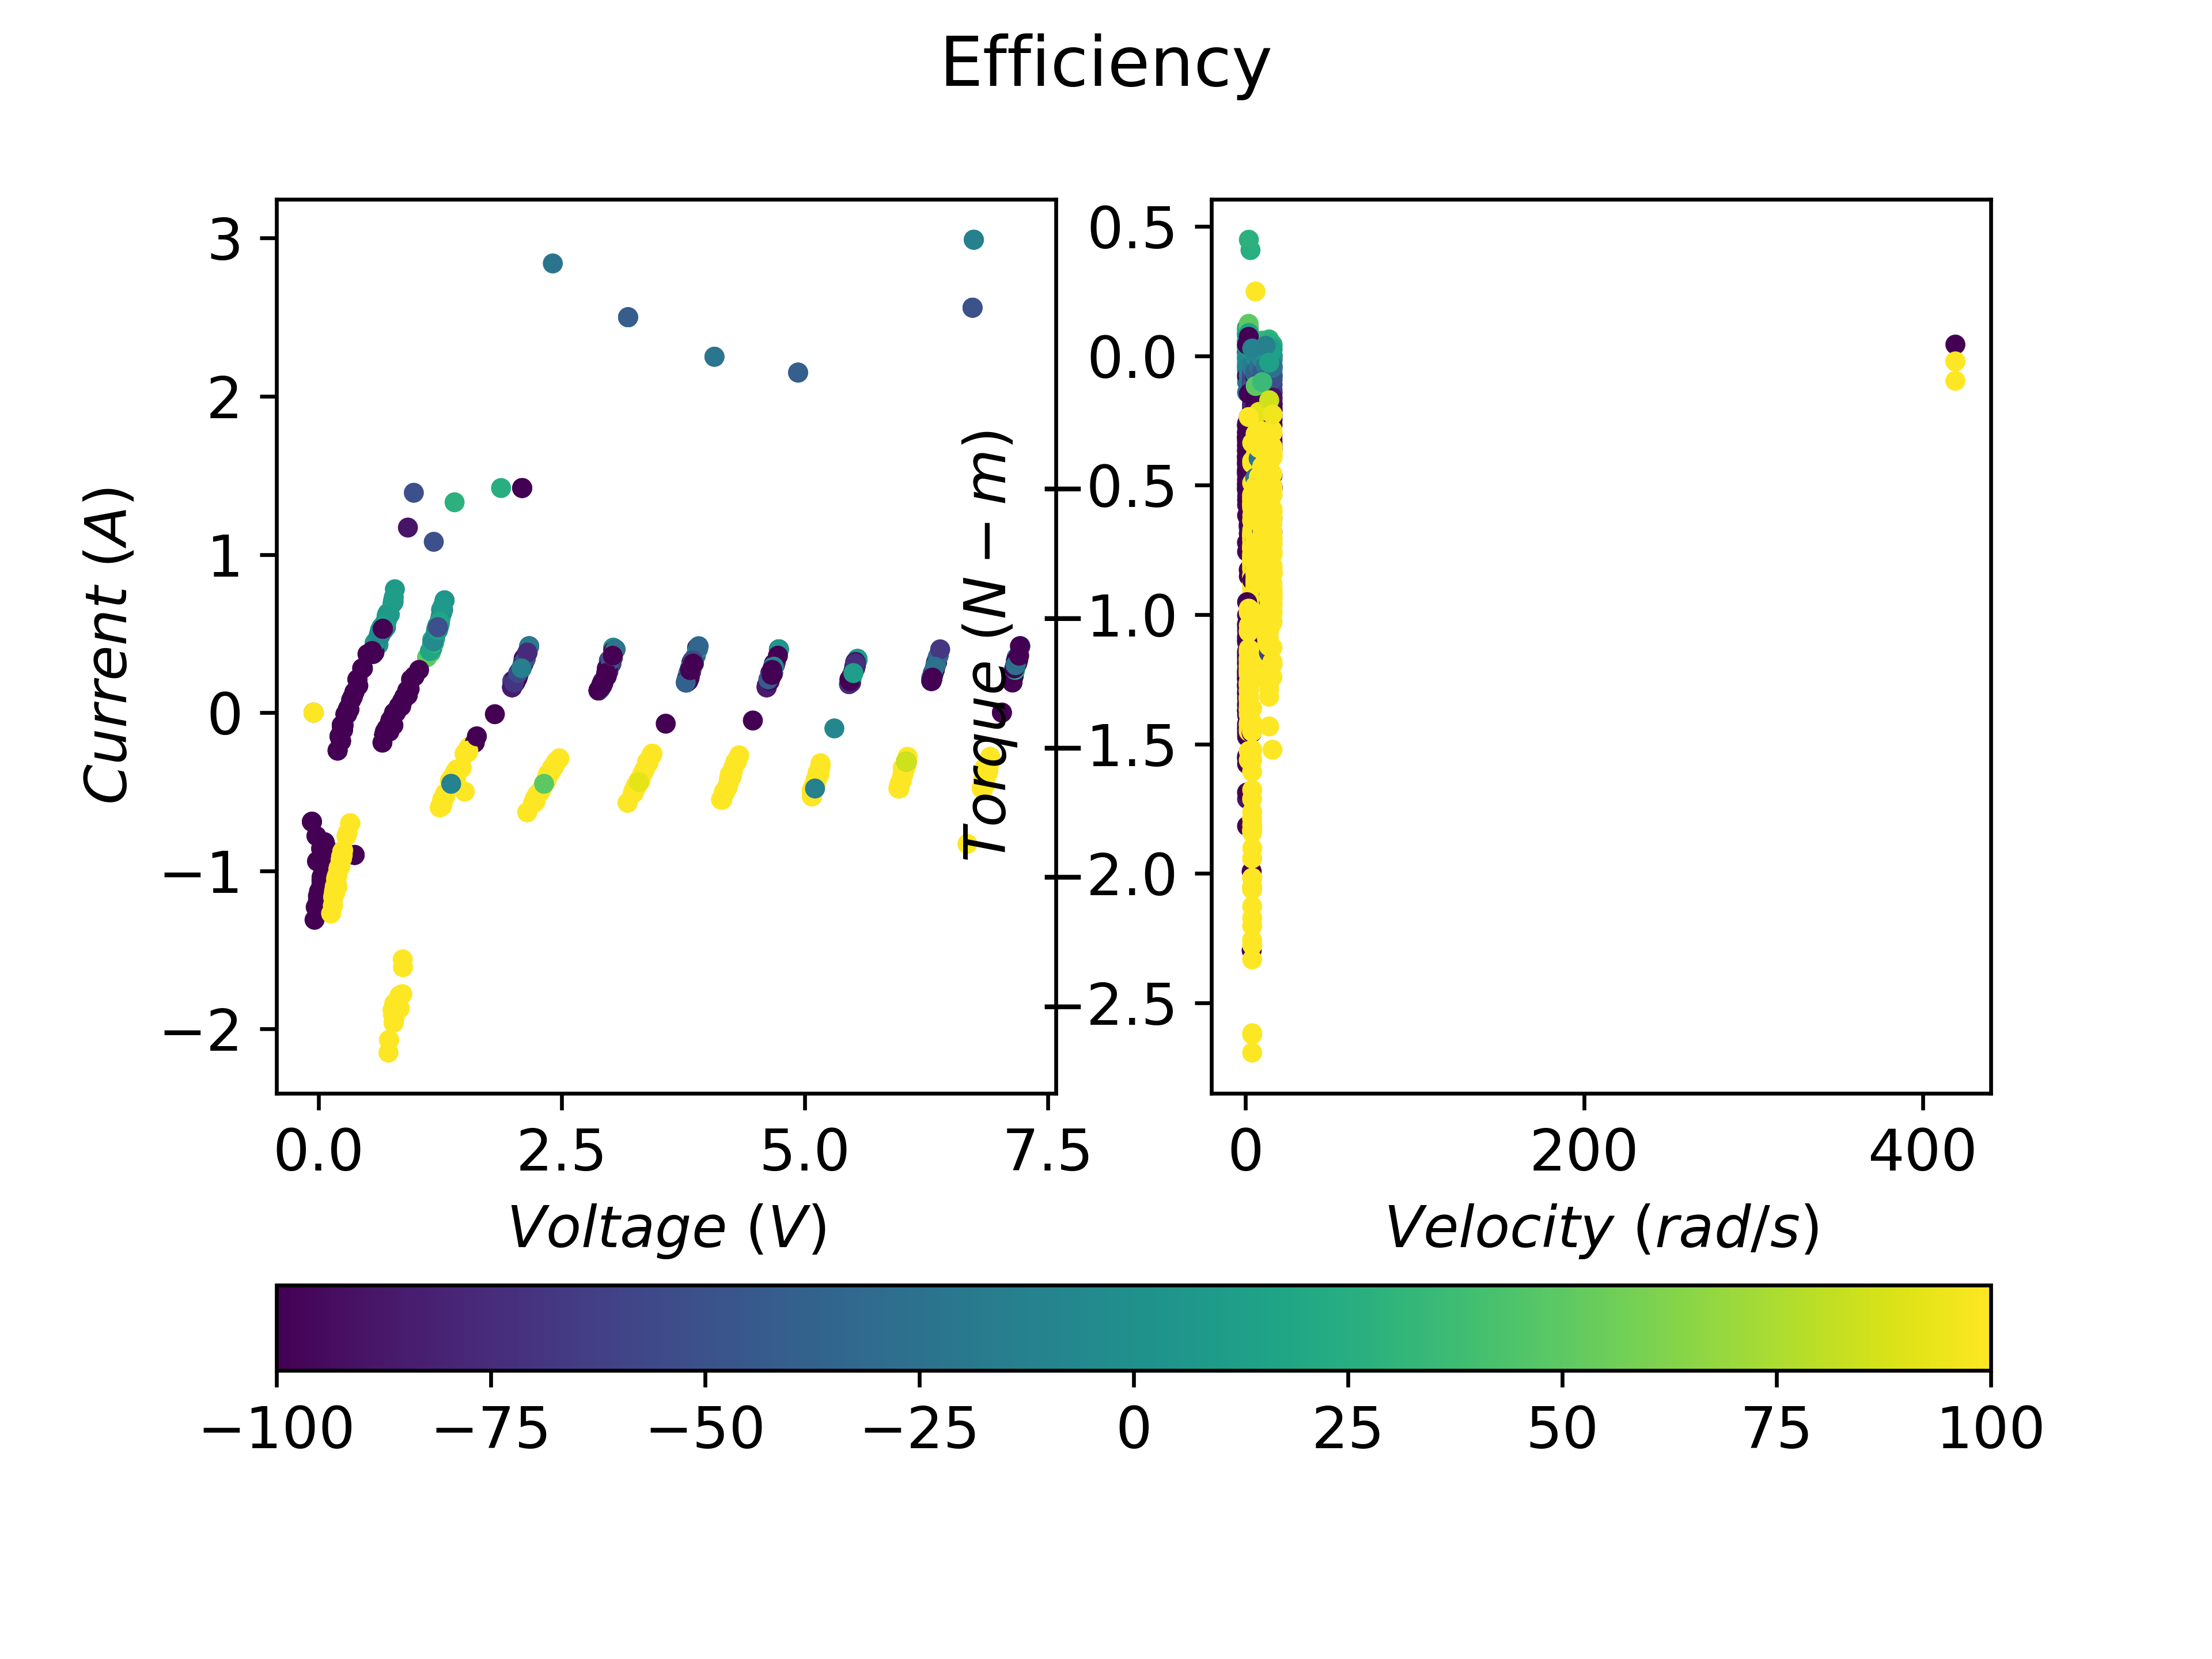 Efficiency
3
2
1
0
−1
−2
Current (A)
0.0 2.5 5.0 7.5
Voltage (V)
0.5
0.0
−0.5
−1.0
−1.5
−2.0
−2.5
Torque (N − m)
0 200 400
Velocity (rad/s)
−100 −75 −50 −25 0 25 50 75 100